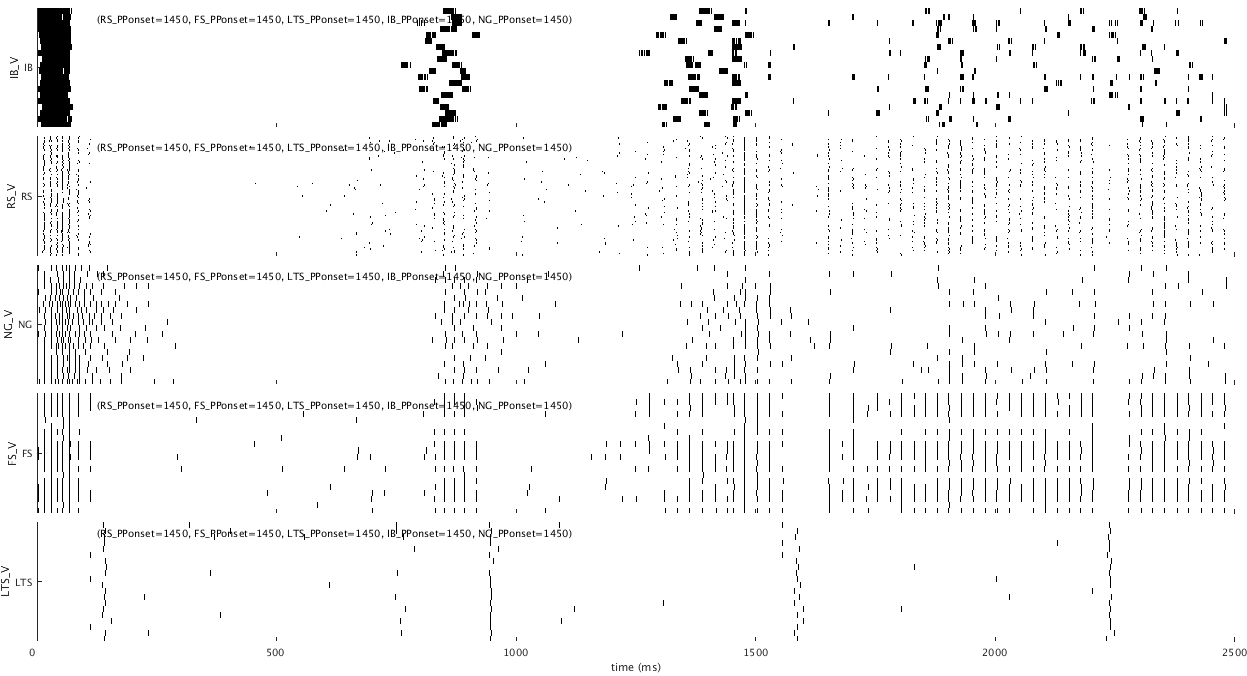 (RS_PPonset=1450, FS_PPonset=1450, LTS_PPonset=1450, IB_PPonset=1450, NG_PPonset=1450)
IB_V
IB
(RS_PPonset=1450, FS_PPonset=1450, LTS_PPonset=1450, IB_PPonset=1450, NG_PPonset=1450)
RS_V
RS
(RS_PPonset=1450, FS_PPonset=1450, LTS_PPonset=1450, IB_PPonset=1450, NG_PPonset=1450)
NG_V
NG
(RS_PPonset=1450, FS_PPonset=1450, LTS_PPonset=1450, IB_PPonset=1450, NG_PPonset=1450)
FS_V
FS
(RS_PPonset=1450, FS_PPonset=1450, LTS_PPonset=1450, IB_PPonset=1450, NG_PPonset=1450)
LTS_V
LTS
0 500 1000 1500 2000 2500
time (ms)